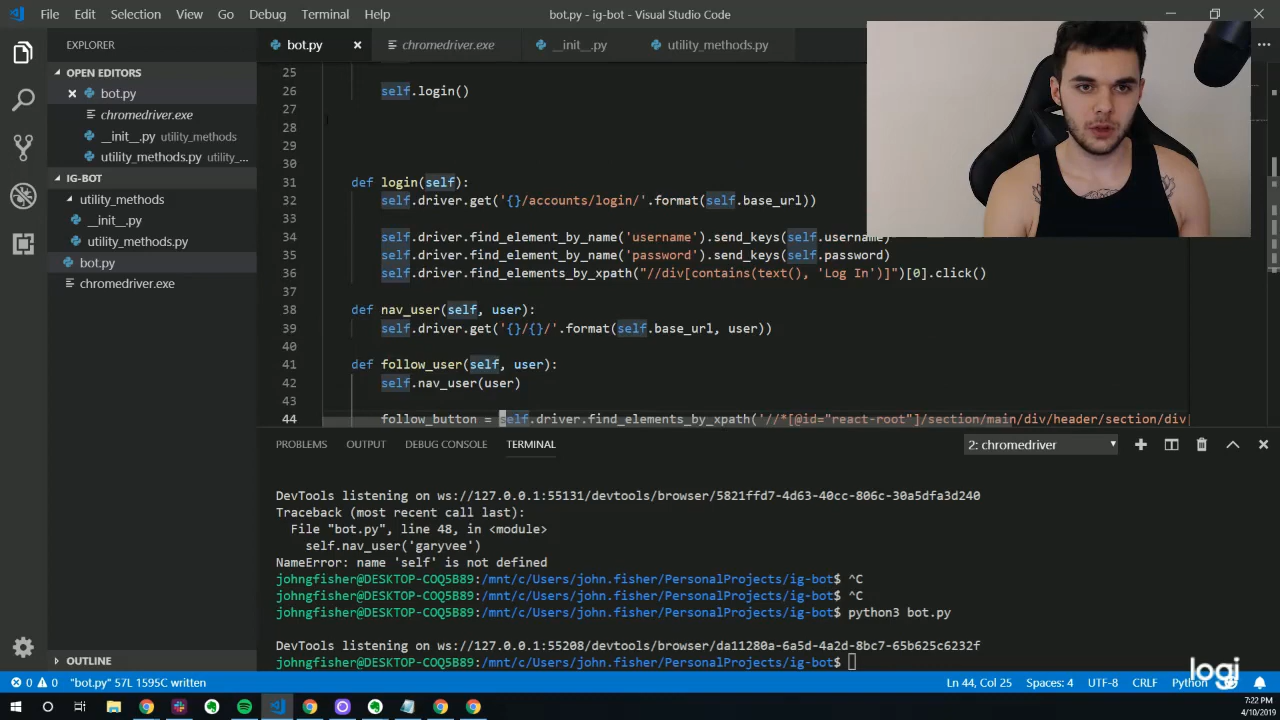 File Edit Selection View Go Debug Terminal Help
bot.py - ig-bot - Visual Studio Code
EXPLORER
bot.py
chromedriver.exe
__init__.py
utility_methods.py
OPEN EDITORS
bot.py
chromedriver.exe
__init__.py utility_methods
utility_methods.py utility_...
IG-BOT
utility_methods
__init__.py
utility_methods.py
bot.py
chromedriver.exe
OUTLINE
25
26 self.login()
27
28
29
30
31 def login(self):
32 self.driver.get('{}/accounts/login/'.format(self.base_url))
33
34 self.driver.find_element_by_name('username').send_keys(self.username)
35 self.driver.find_element_by_name('password').send_keys(self.password)
36 self.driver.find_elements_by_xpath("//div[contains(text(), 'Log In')]")[0].click()
37
38 def nav_user(self, user):
39 self.driver.get('{}/{}/'.format(self.base_url, user))
40
41 def follow_user(self, user):
42 self.nav_user(user)
43
44 follow_button = self.driver.find_elements_by_xpath('//*[@id="react-root"]/section/main/div/header/section/div
PROBLEMS OUTPUT DEBUG CONSOLE TERMINAL
2: chromedriver
DevTools listening on ws://127.0.0.1:55131/devtools/browser/5821ffd7-4d63-40cc-806c-30a5dfa3d240
Traceback (most recent call last):
File "bot.py", line 48, in <module>
self.nav_user('garyvee')
NameError: name 'self' is not defined
johngfisher@DESKTOP-COQ5B89:/mnt/c/Users/john.fisher/PersonalProjects/ig-bot$ ^C
johngfisher@DESKTOP-COQ5B89:/mnt/c/Users/john.fisher/PersonalProjects/ig-bot$ ^C
johngfisher@DESKTOP-COQ5B89:/mnt/c/Users/john.fisher/PersonalProjects/ig-bot$ python3 bot.py
DevTools listening on ws://127.0.0.1:55208/devtools/browser/da11280a-6a5d-4a2d-8bc7-65b625c6232f
johngfisher@DESKTOP-COQ5B89:/mnt/c/Users/john.fisher/PersonalProjects/ig-bot$
logi
0 0 "bot.py" 57L 1595C written
Ln 44, Col 25 Spaces: 4 UTF-8 CRLF Python
7:22 PM
4/10/2019